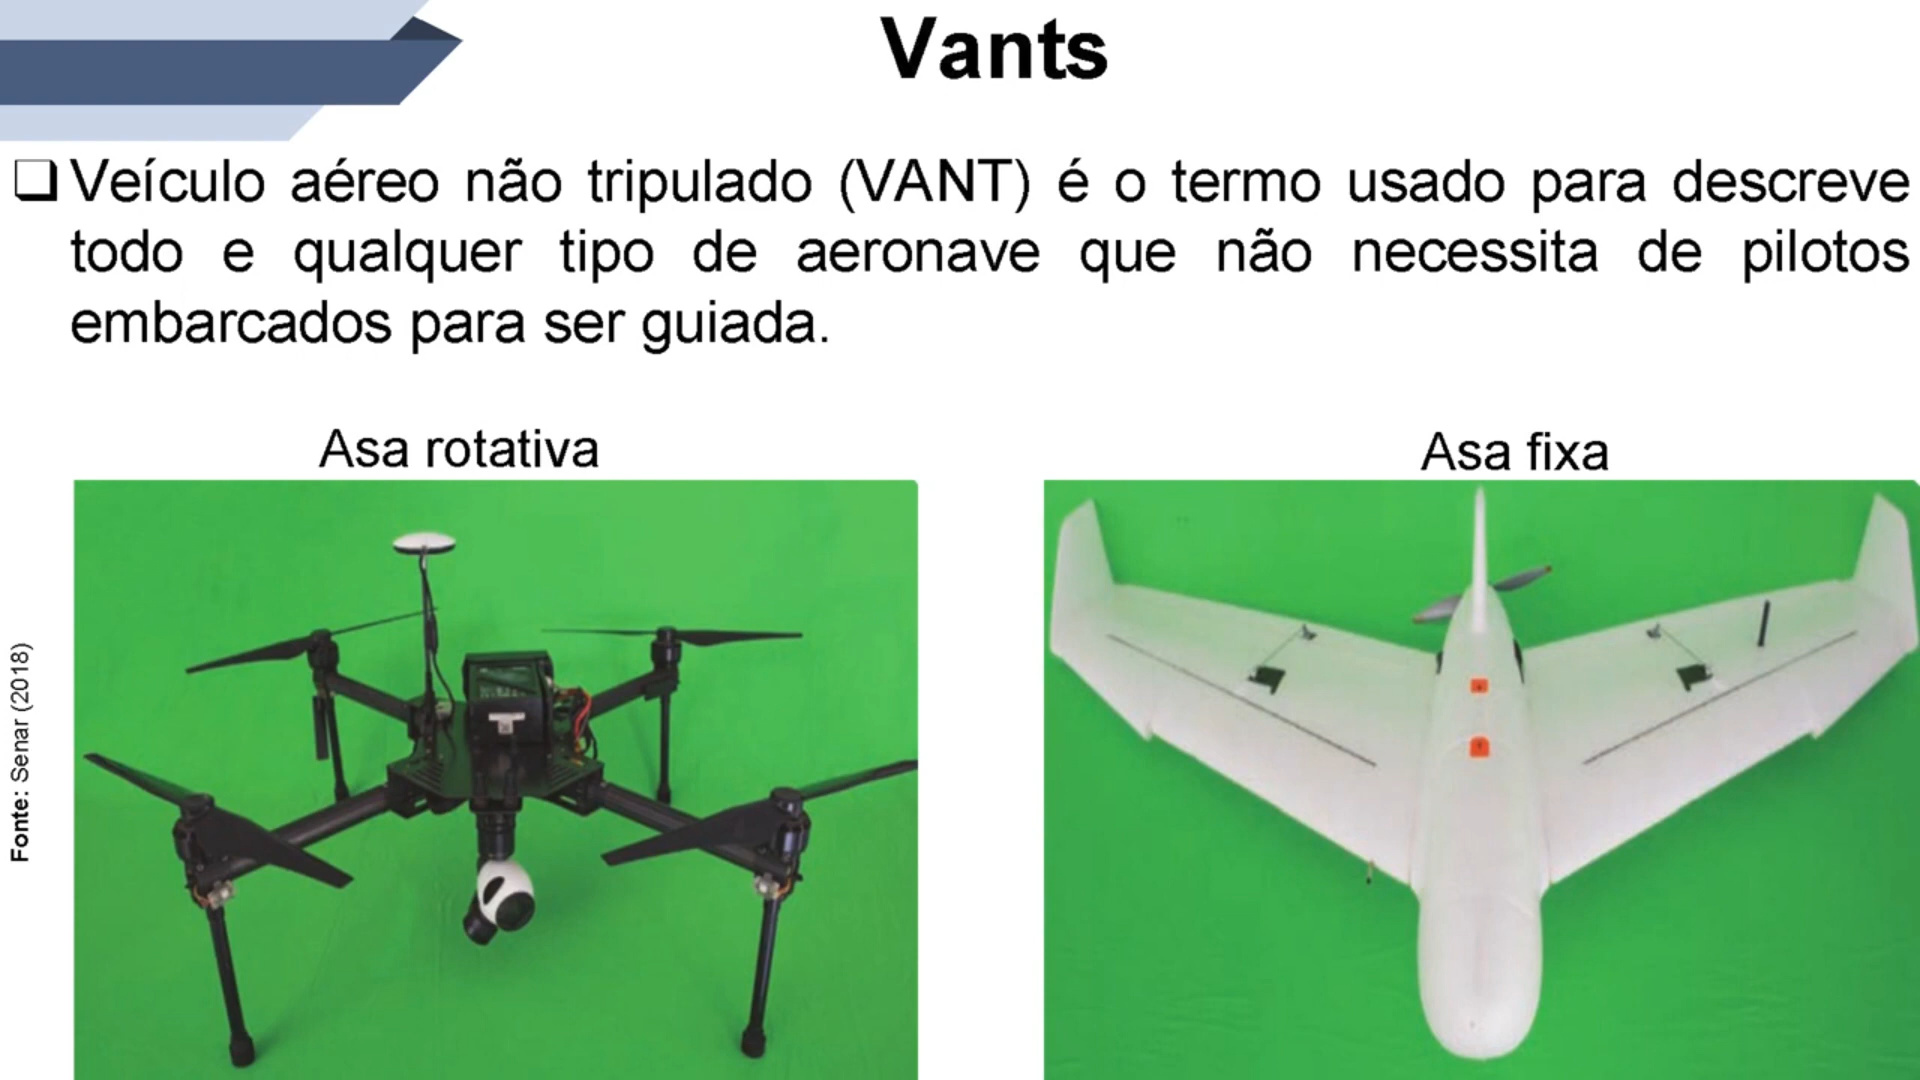 Vants
❑ Veículo aéreo não tripulado (VANT) é o termo usado para descreve
todo e qualquer tipo de aeronave que não necessita de pilotos
embarcados para ser guiada.
Asa rotativa
Asa fixa
Fonte: Senar (2018)